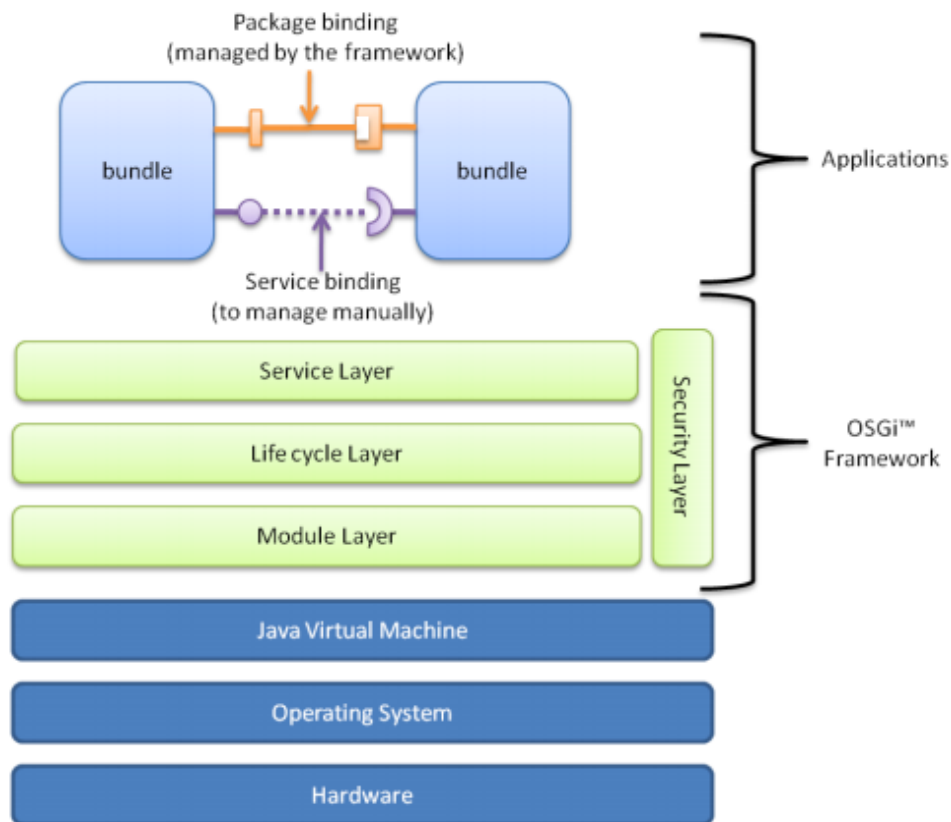 Package binding
(managed by the framework)
bundle
bundle
Applications
Service binding
(to manage manually)
Service Layer
Security Layer
Life cycle Layer
OSGi™
Framework
Module Layer
Java Virtual Machine
Operating System
Hardware